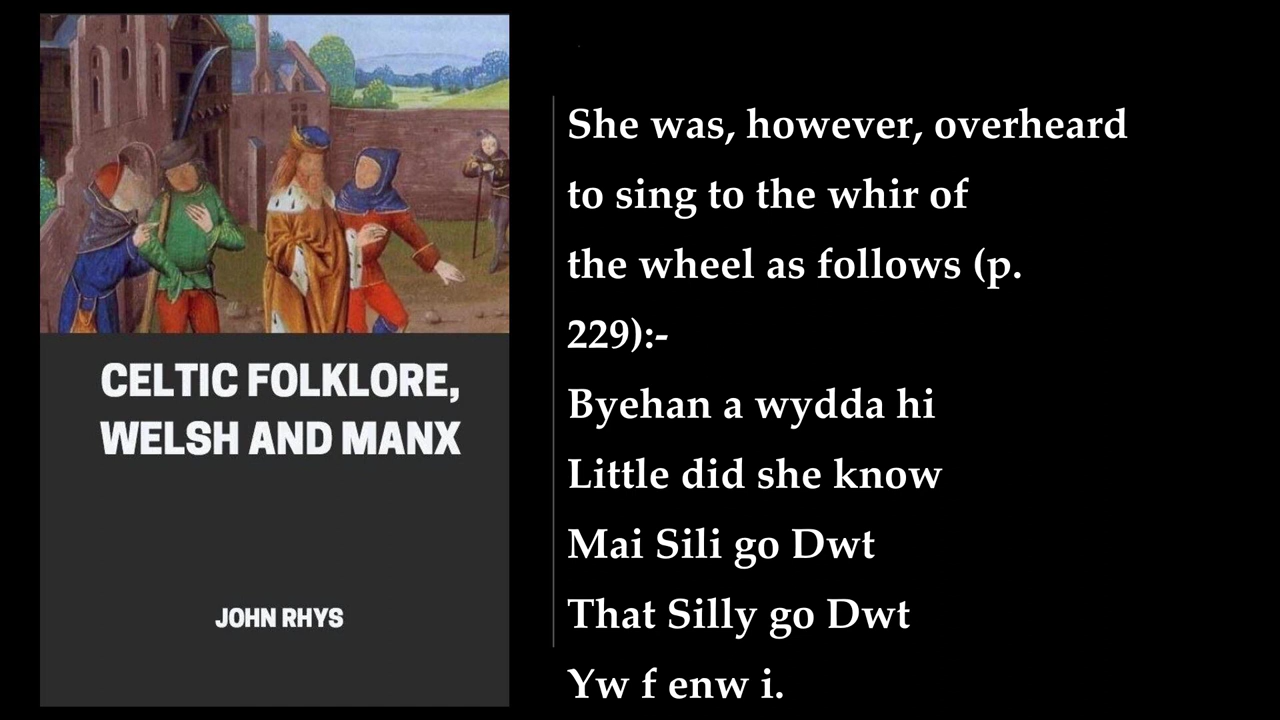 CELTIC FOLKLORE,
WELSH AND MANX
JOHN RHYS
She was, however, overheard
to sing to the whir of
the wheel as follows (p.
229):-
Byehan a wydda hi
Little did she know
Mai Sili go Dwt
That Silly go Dwt
Yw f enw i.